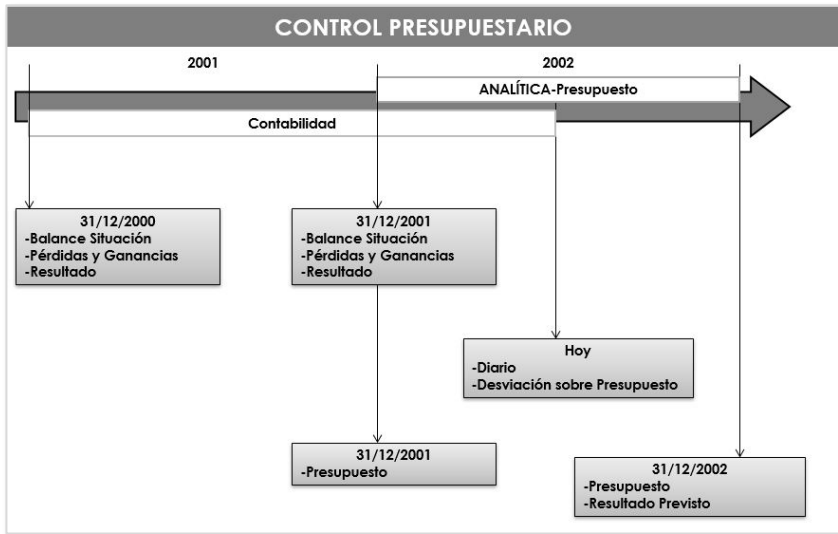 CONTROL PRESUPUESTARIO
2001
2002
ANALÍTICA-Presupuesto
Contabilidad
31/12/2000
-Balance Situación
-Pérdidas y Ganancias
-Resultado
31/12/2001
-Balance Situación
-Pérdidas y Ganancias
-Resultado
Hoy
-Diario
-Desviación sobre Presupuesto
31/12/2001
-Presupuesto
31/12/2002
-Presupuesto
-Resultado Previsto